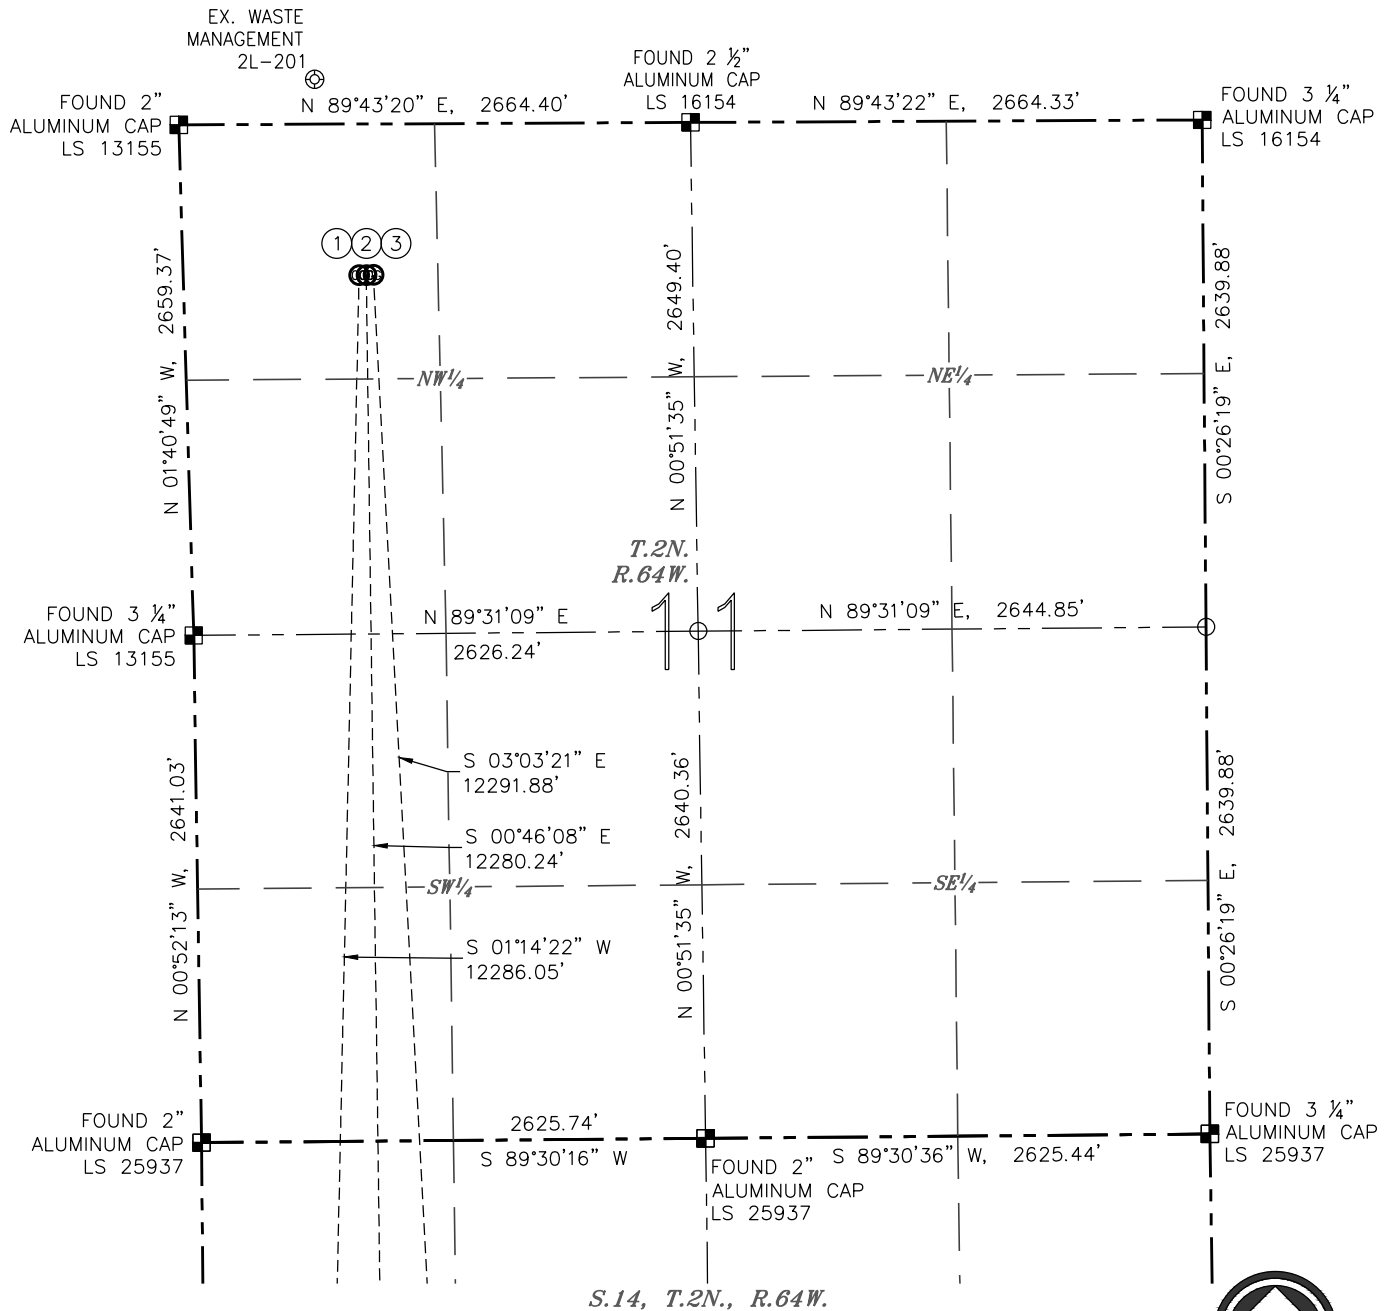 EX. WASTE
MANAGEMENT
2L-201
FOUND 2"
ALUMINUM CAP
LS 13155
N 89°43'20" E, 2664.40'
FOUND 2 ½"
ALUMINUM CAP
LS 16154
N 89°43'22" E, 2664.33'
FOUND 3 ¼"
ALUMINUM CAP
LS 16154
1 2 3
N 01°40'49" W, 2659.37'
N 00°51'35" W, 2649.40'
S 00°26'19" E, 2639.88'
NW¼
NE¼
T.2N.
R.64W.
11
FOUND 3 ¼"
ALUMINUM CAP
LS 13155
N 89°31'09" E
2626.24'
N 89°31'09" E, 2644.85'
S 03°03'21" E
12291.88'
S 00°46'08" E
12280.24'
S 01°14'22" W
12286.05'
N 00°52'13" W, 2641.03'
N 00°51'35" W, 2640.36'
S 00°26'19" E, 2639.88'
SW¼
SE¼
FOUND 2"
ALUMINUM CAP
LS 25937
2625.74'
S 89°30'16" W
FOUND 2"
ALUMINUM CAP
LS 25937
S 89°30'36" W, 2625.44'
FOUND 3 ¼"
ALUMINUM CAP
LS 25937
S.14, T.2N., R.64W.